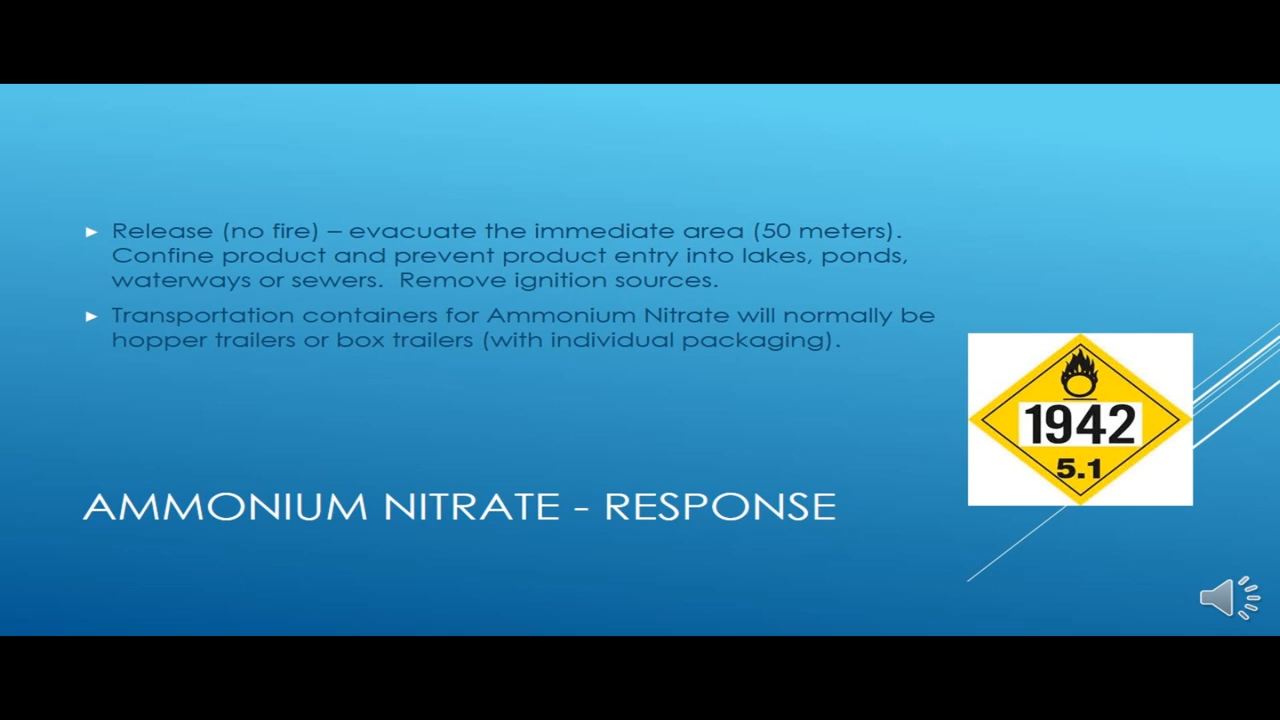 Release (no fire) – evacuate the immediate area (50 meters).
Confine product and prevent product entry into lakes, ponds,
waterways or sewers.  Remove ignition sources.
Transportation containers for Ammonium Nitrate will normally be
hopper trailers or box trailers (with individual packaging).
1942
5.1
AMMONIUM NITRATE - RESPONSE